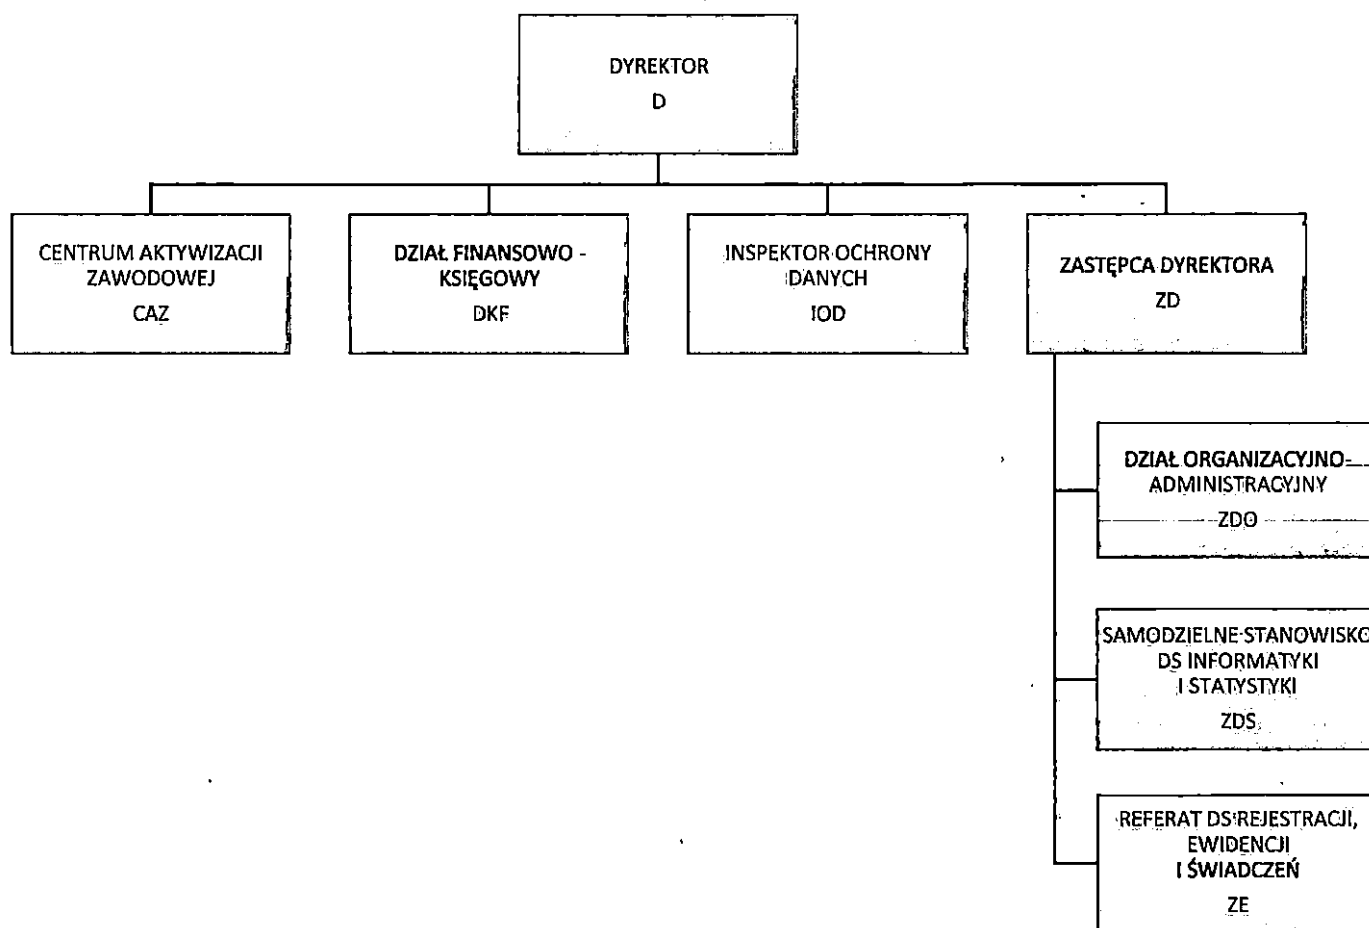 DYREKTOR
D
CENTRUM AKTYWIZACJI
ZAWODOWEJ
CAZ
DZIAŁ FINANSOWO -
KSIĘGOWY
DKF
INSPEKTOR OCHRONY
DANYCH
IOD
ZASTĘPCA DYREKTORA
ZD
DZIAŁ ORGANIZACYJNO-
ADMINISTRACYJNY
ZDO
SAMODZIELNE STANOWISKO
DS INFORMATYKI
I STATYSTYKI
ZDS
REFERAT DS REJESTRACJI,
EWIDENCJI
I ŚWIADCZEŃ
ZE